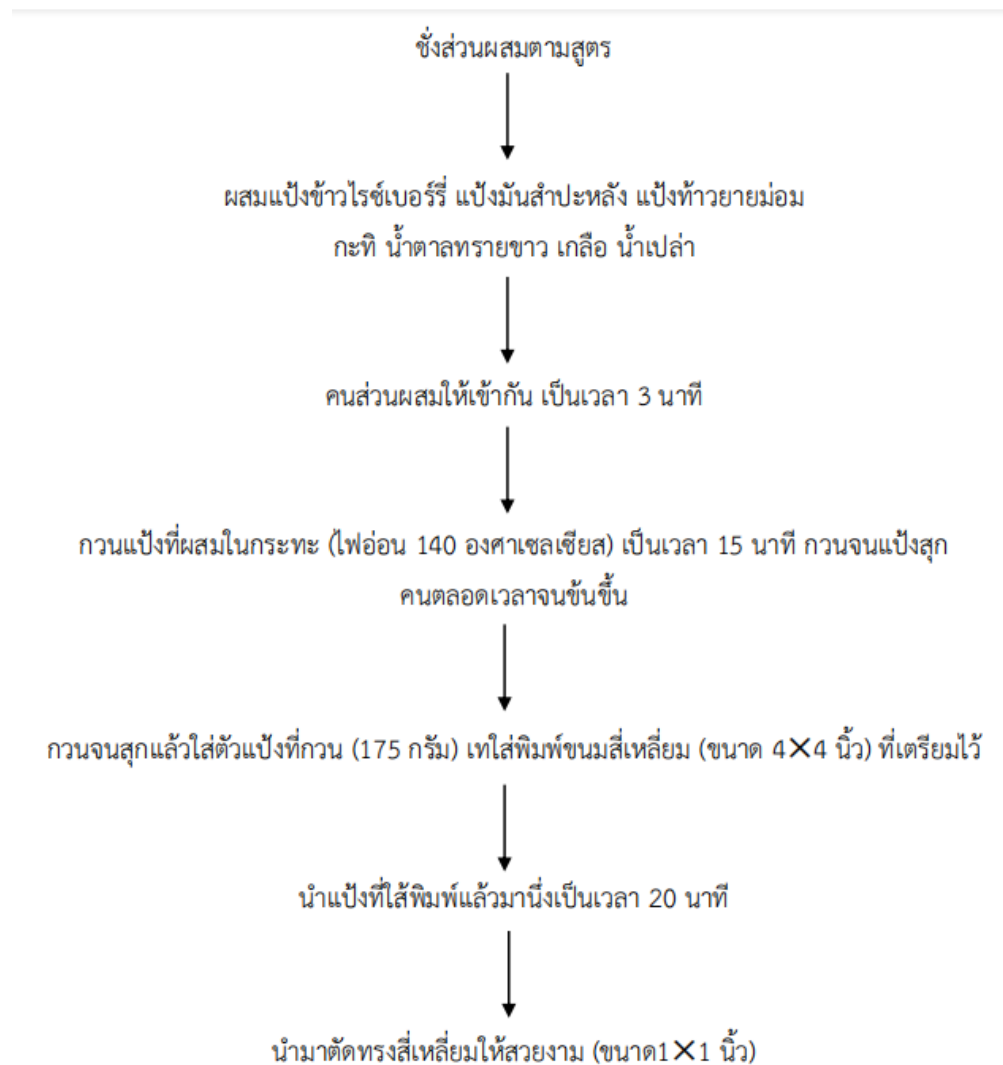 ชั่งส่วนผสมตามสูตร
ผสมแป้งข้าวไรซ์เบอร์รี่ แป้งมันสำปะหลัง แป้งท้าวยายม่อม
กะทิ น้ำตาลทรายขาว เกลือ น้ำเปล่า
คนส่วนผสมให้เข้ากัน เป็นเวลา 3 นาที
กวนแป้งที่ผสมในกระทะ (ไฟอ่อน 140 องศาเซลเซียส) เป็นเวลา 15 นาที กวนจนแป้งสุก
คนตลอดเวลาจนข้นขึ้น
กวนจนสุกแล้วใส่ตัวแป้งที่กวน (175 กรัม) เทใส่พิมพ์ขนมสี่เหลี่ยม (ขนาด 4×4 นิ้ว) ที่เตรียมไว้
นำแป้งที่ใส้พิมพ์แล้วมานึ่งเป็นเวลา 20 นาที
นำมาตัดทรงสี่เหลี่ยมให้สวยงาม (ขนาด1×1 นิ้ว)